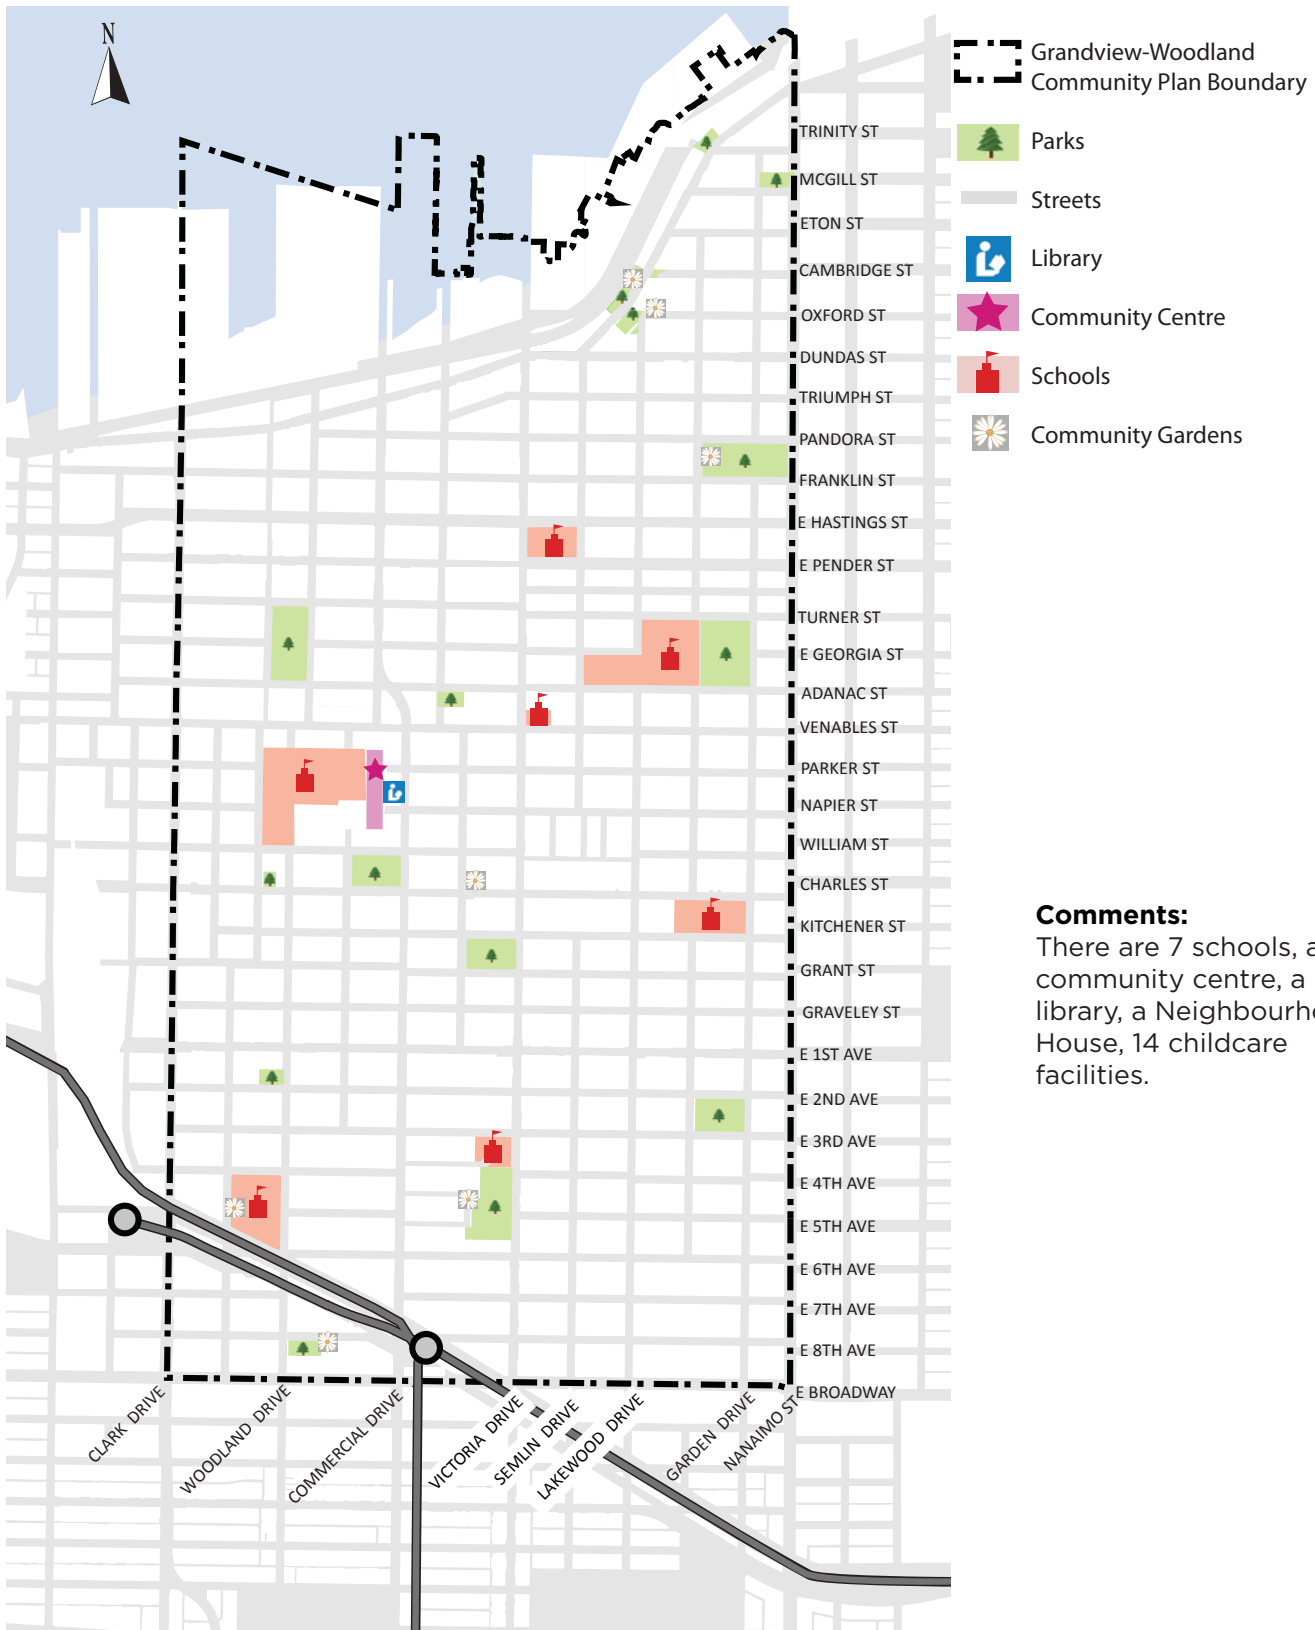 N
Grandview-Woodland
Community Plan Boundary
Parks
Streets
Library
Community Centre
Schools
Community Gardens
TRINITY ST
MCGILL ST
ETON ST
CAMBRIDGE ST
OXFORD ST
DUNDAS ST
TRIUMPH ST
PANDORA ST
FRANKLIN ST
E HASTINGS ST
E PENDER ST
TURNER ST
E GEORGIA ST
ADANAC ST
VENABLES ST
PARKER ST
NAPIER ST
WILLIAM ST
CHARLES ST
KITCHENER ST
GRANT ST
GRAVELEY ST
E 1ST AVE
E 2ND AVE
E 3RD AVE
E 4TH AVE
E 5TH AVE
E 6TH AVE
E 7TH AVE
E 8TH AVE
E BROADWAY
CLARK DRIVE
WOODLAND DRIVE
COMMERCIAL DRIVE
VICTORIA DRIVE
SEMLIN DRIVE
LAKEWOOD DRIVE
GARDEN DRIVE
NANAIMO ST
Comments:
There are 7 schools, a
community centre, a
library, a Neighbourh
House, 14 childcare
facilities.